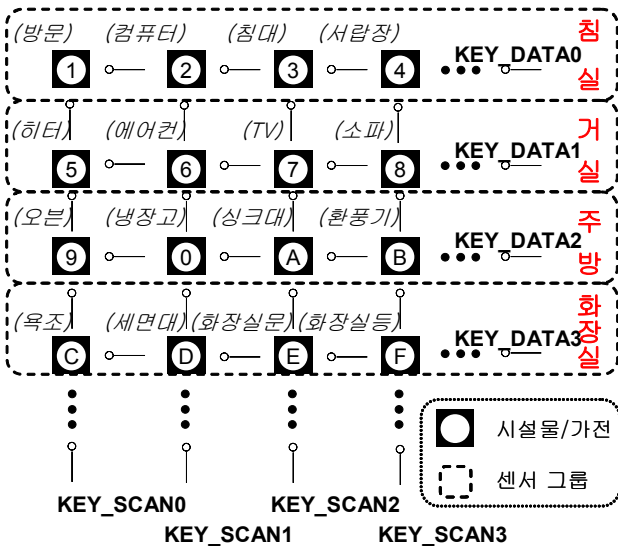 (방문) (컴퓨터) (침대) (서랍장) 침
1 2 3 4 KEY_DATA0 실
(히터) (에어컨) (TV) (소파) 거
5 6 7 8 KEY_DATA1 실
(오븐) (냉장고) (싱크대) (환풍기) 주
9 0 A B KEY_DATA2 방
(욕조) (세면대) (화장실문) (화장실등) 화
C D E F KEY_DATA3 장
실
시설물/가전
센서 그룹
KEY_SCAN0 KEY_SCAN2
KEY_SCAN1 KEY_SCAN3